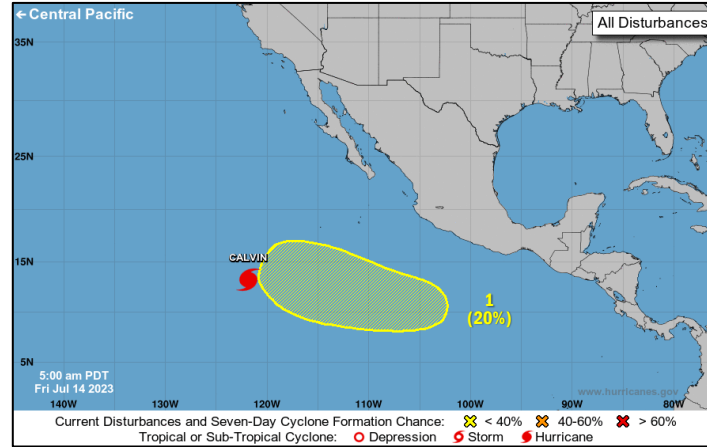 ← Central Pacific
All Disturbances
35N
25N
15N
5N
CALVIN
1
(20%)
5:00 am PDT
Fri Jul 14 2023
www.hurricanes.gov
140W 130W 120W 110W 100W 90W 80W
Current Disturbances and Seven-Day Cyclone Formation Chance: < 40% 40-60% > 60%
Tropical or Sub-Tropical Cyclone: Depression Storm Hurricane